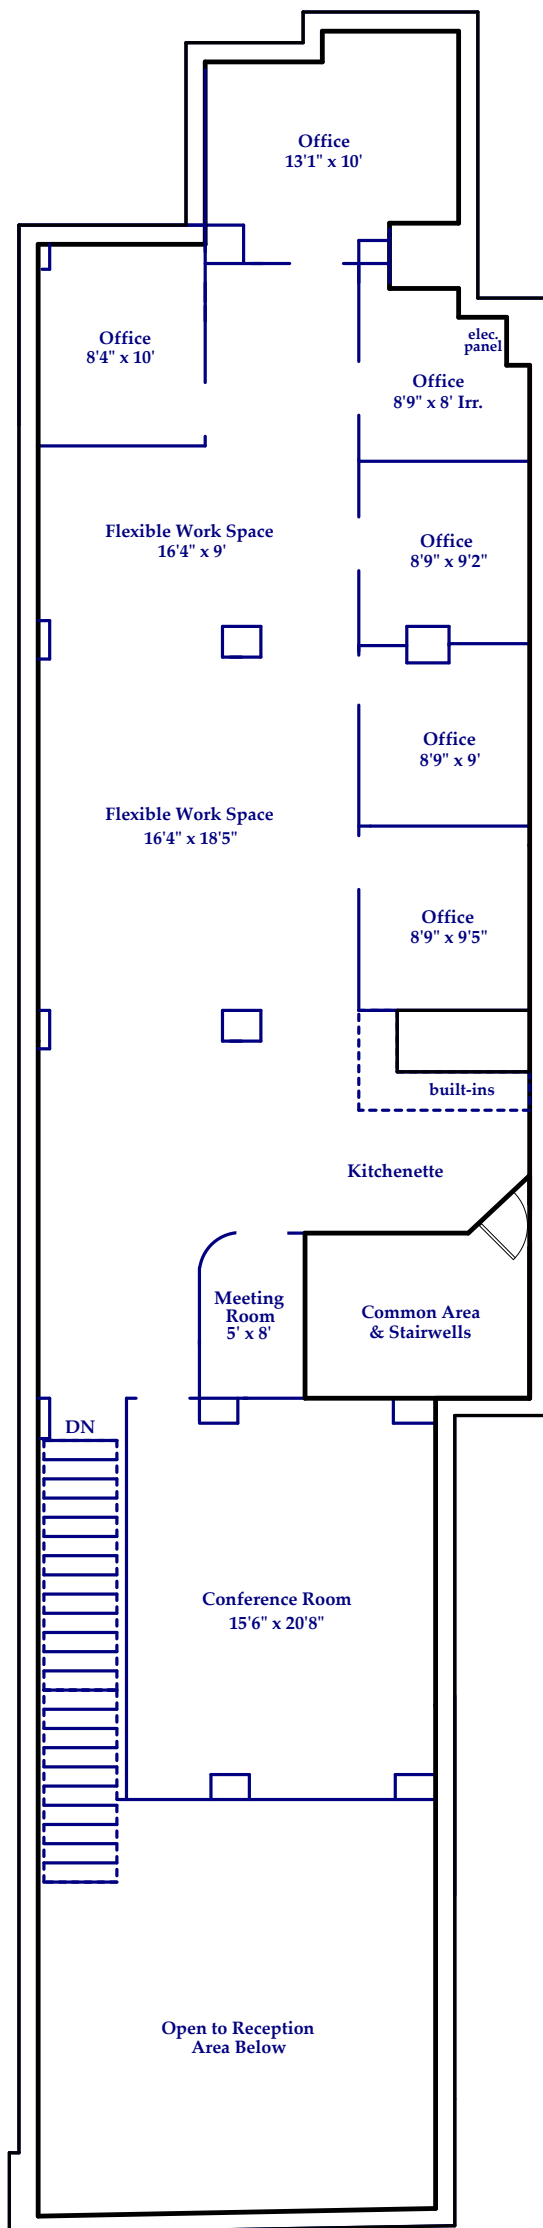 Office
13'1" x 10'
Office
8'4" x 10'
elec.
panel
Office
8'9" x 8' Irr.
Flexible Work Space
16'4" x 9'
Office
8'9" x 9'2"
Office
8'9" x 9'
Flexible Work Space
16'4" x 18'5"
Office
8'9" x 9'5"
built-ins
Kitchenette
Meeting
Room
5' x 8'
Common Area
& Stairwells
DN
Conference Room
15'6" x 20'8"
Open to Reception
Area Below